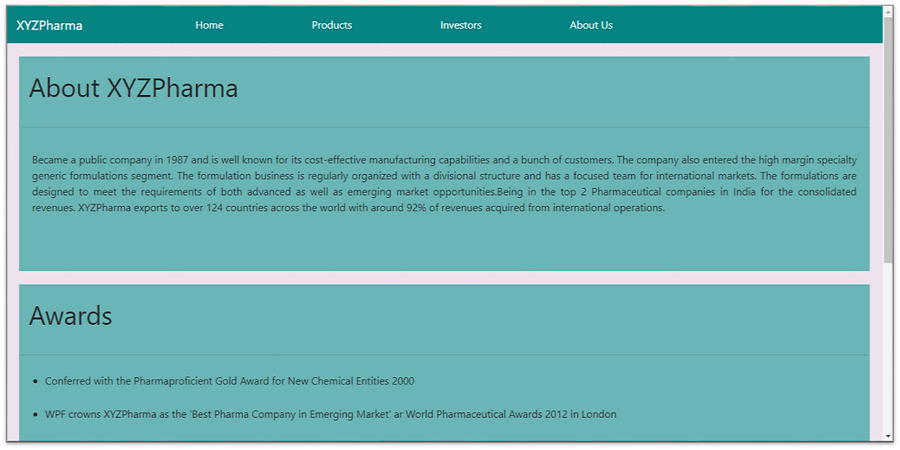 XYZPharma Home Products Investors About Us
About XYZPharma
Became a public company in 1987 and is well known for its cost-effective manufacturing capabilities and a bunch of customers. The company also entered the high margin specialty
generic formulations segment. The formulation business is regularly organized with a divisional structure and has a focused team for international markets. The formulations are
designed to meet the requirements of both advanced as well as emerging market opportunities.Being in the top 2 Pharmaceutical companies in India for the consolidated
revenues. XYZPharma exports to over 124 countries across the world with around 92% of revenues acquired from international operations.
Awards
• Conferred with the Pharmaproficient Gold Award for New Chemical Entities 2000
• WPF crowns XYZPharma as the 'Best Pharma Company in Emerging Market' ar World Pharmaceutical Awards 2012 in London